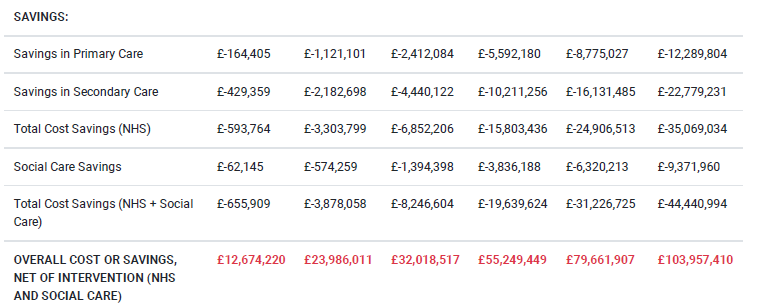 SAVINGS:
Savings in Primary Care £-164,405 £-1,121,101 £-2,412,084 £-5,592,180 £-8,775,027 £-12,289,804
Savings in Secondary Care £-429,359 £-2,182,698 £-4,440,122 £-10,211,256 £-16,131,485 £-22,779,231
Total Cost Savings (NHS) £-593,764 £-3,303,799 £-6,852,206 £-15,803,436 £-24,906,513 £-35,069,034
Social Care Savings £-62,145 £-574,259 £-1,394,398 £-3,836,188 £-6,320,213 £-9,371,960
Total Cost Savings (NHS + Social £-655,909 £-3,878,058 £-8,246,604 £-19,639,624 £-31,226,725 £-44,440,994
Care)
OVERALL COST OR SAVINGS, £12,674,220 £23,986,011 £32,018,517 £55,249,449 £79,661,907 £103,957,410
NET OF INTERVENTION (NHS
AND SOCIAL CARE)